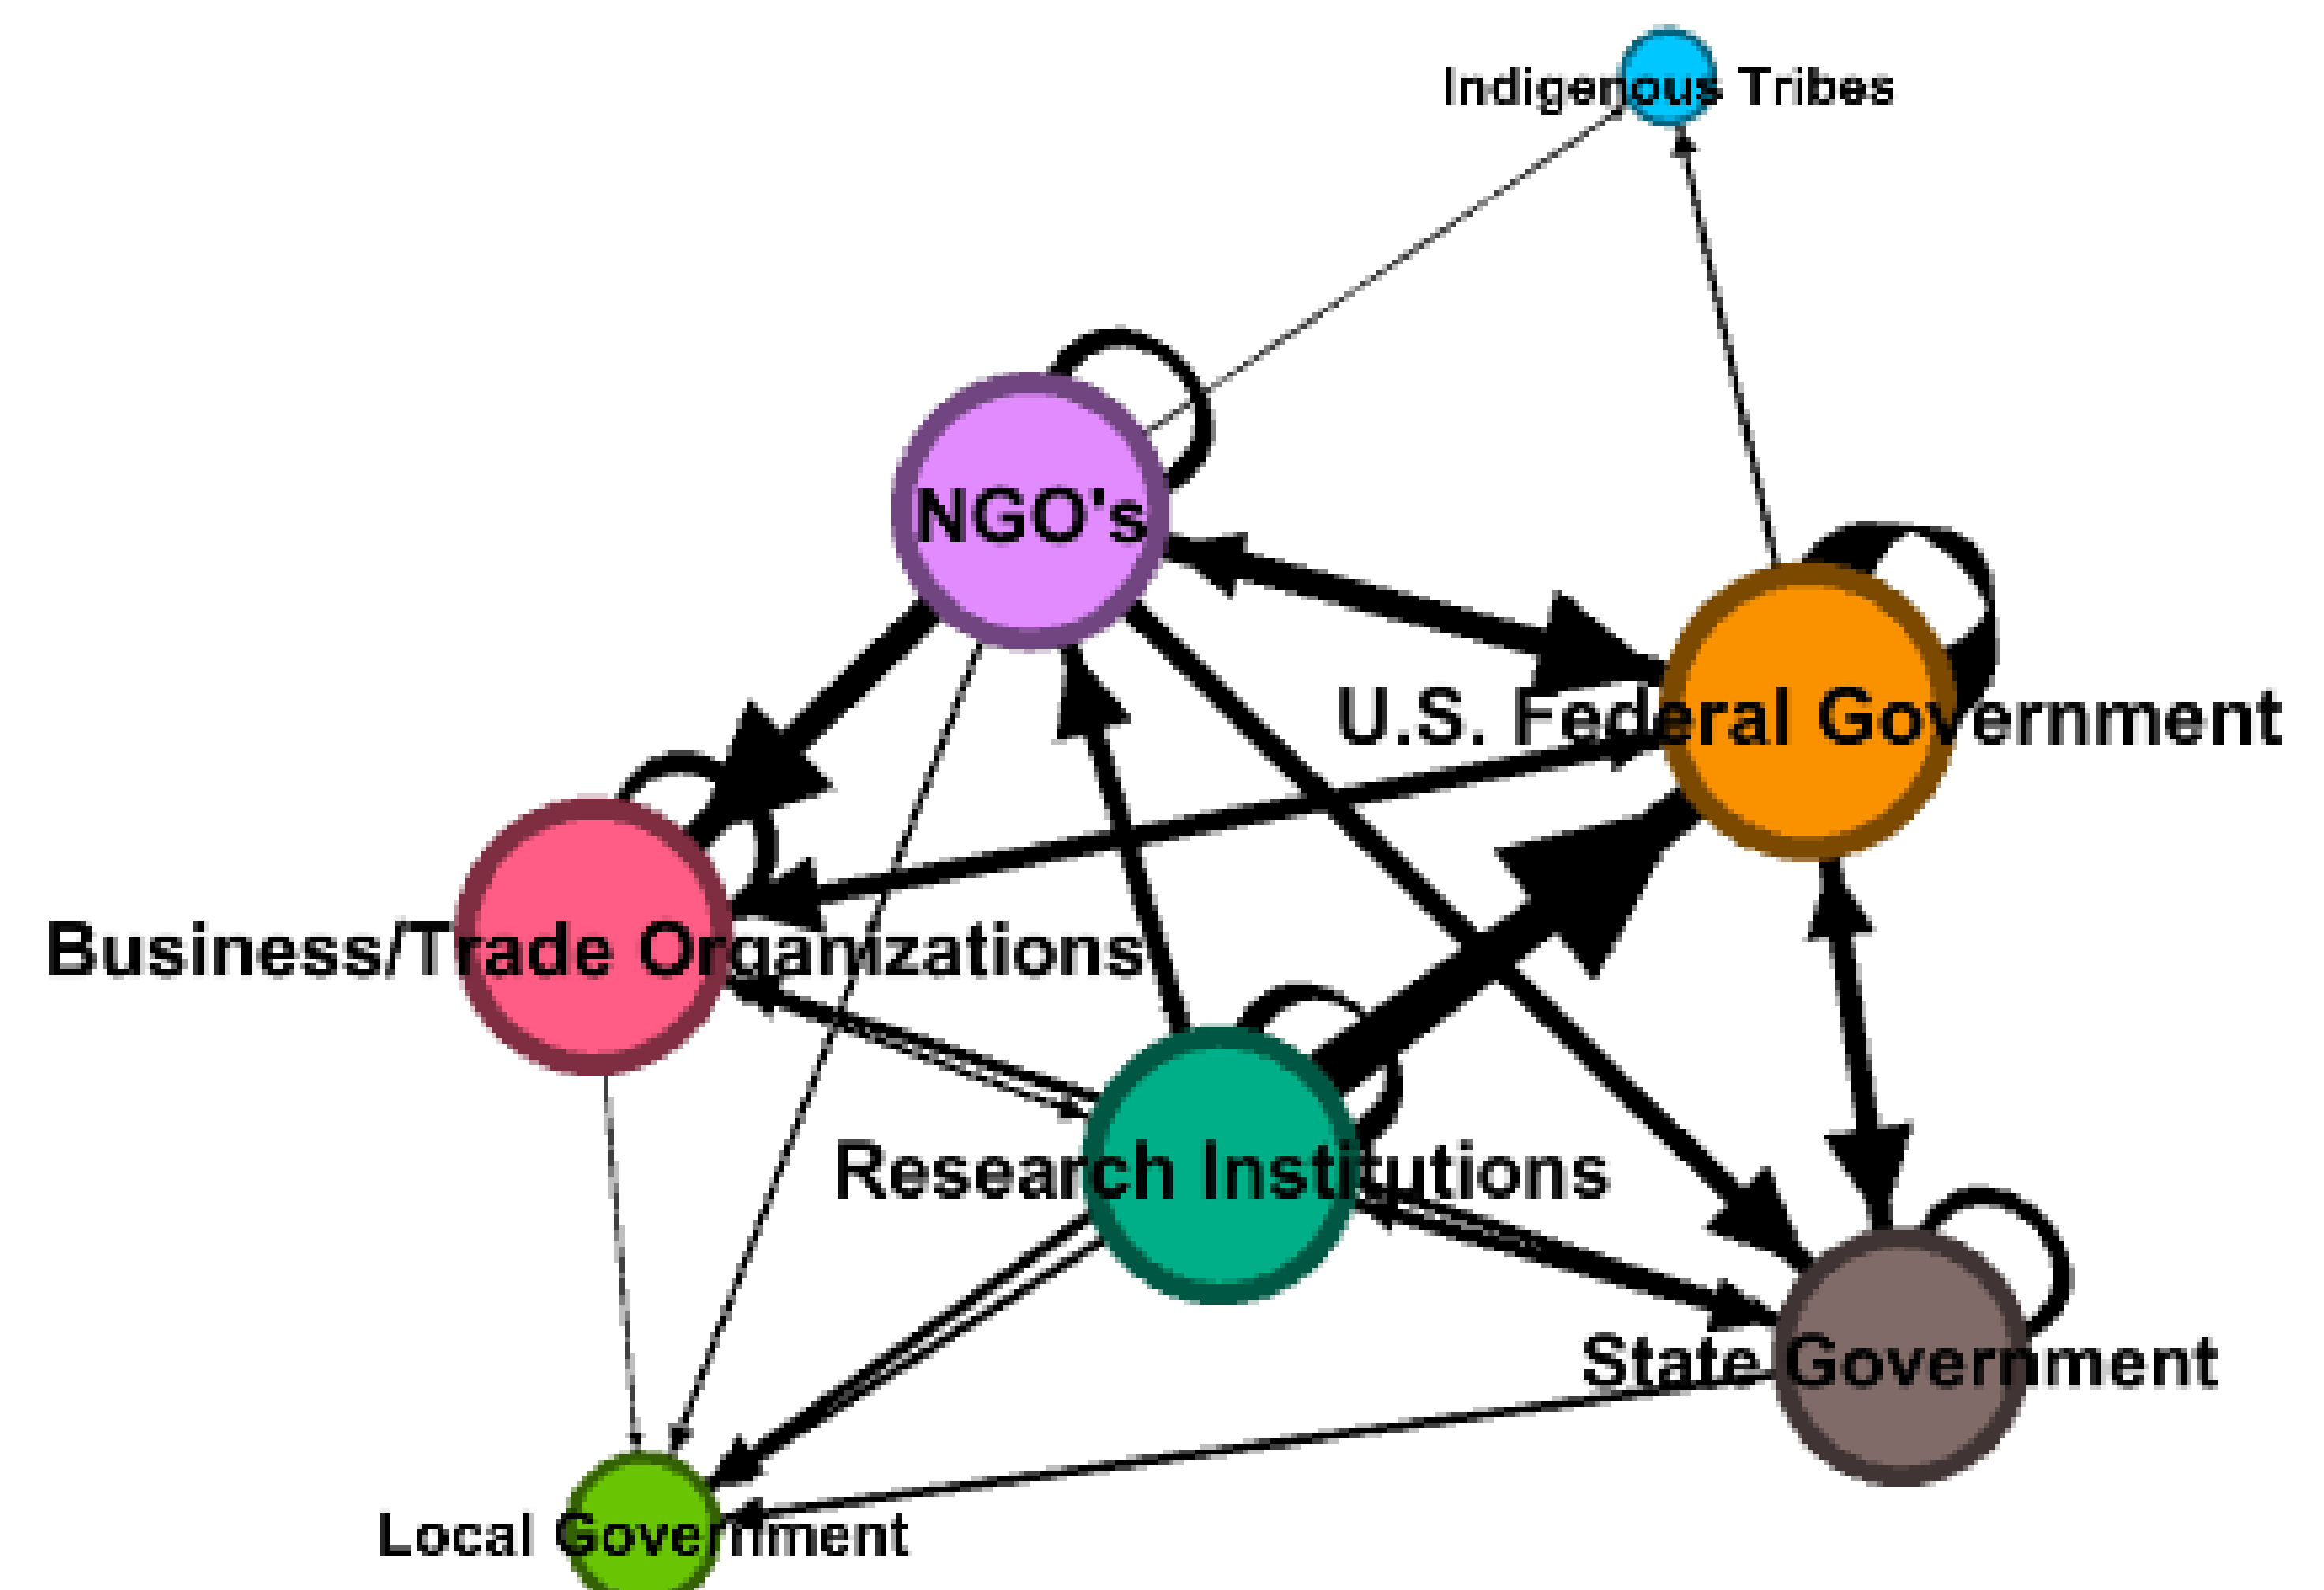 Indigenous Tribes
NGO's
U.S. Federal Government
Business/Trade Organizations
Research Institutions
State Government
Local Government